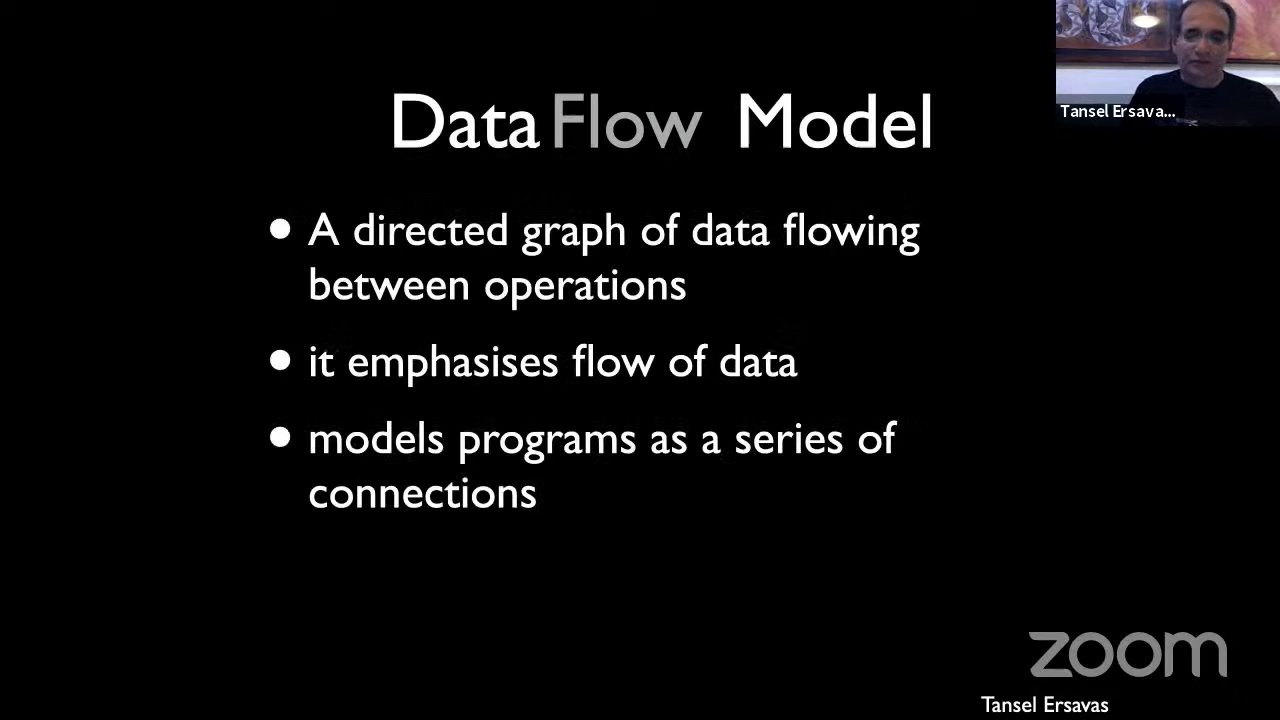 Data Flow Model
• A directed graph of data flowing
between operations
• it emphasises flow of data
• models programs as a series of
connections
Tansel Ersava...
zoom
Tansel Ersavas